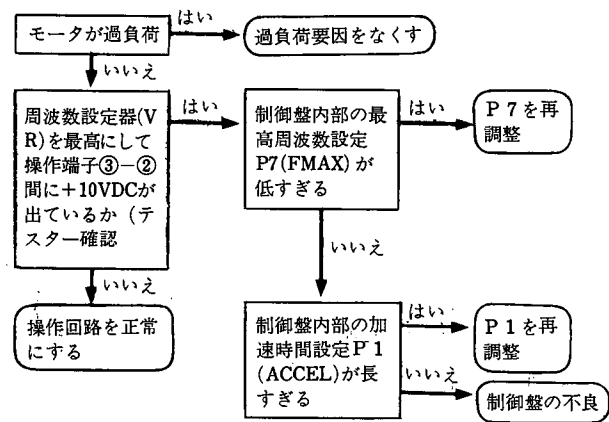 モータが過負荷
はい
過負荷要因をなくす
いいえ
周波数設定器(V
R)を最高にして
操作端子③－②
間に＋10VDCが
出ているか（テ
スター確認
はい
制御盤内部の最
高周波数設定
P7(FMAX)が
低すぎる
はい
P 7 を再
調整
いいえ
いいえ
操作回路を正常
にする
制御盤内部の加
速時間設定P 1
(ACCEL)が長
すぎる
はい
P 1 を再
調整
いいえ
制御盤の不良